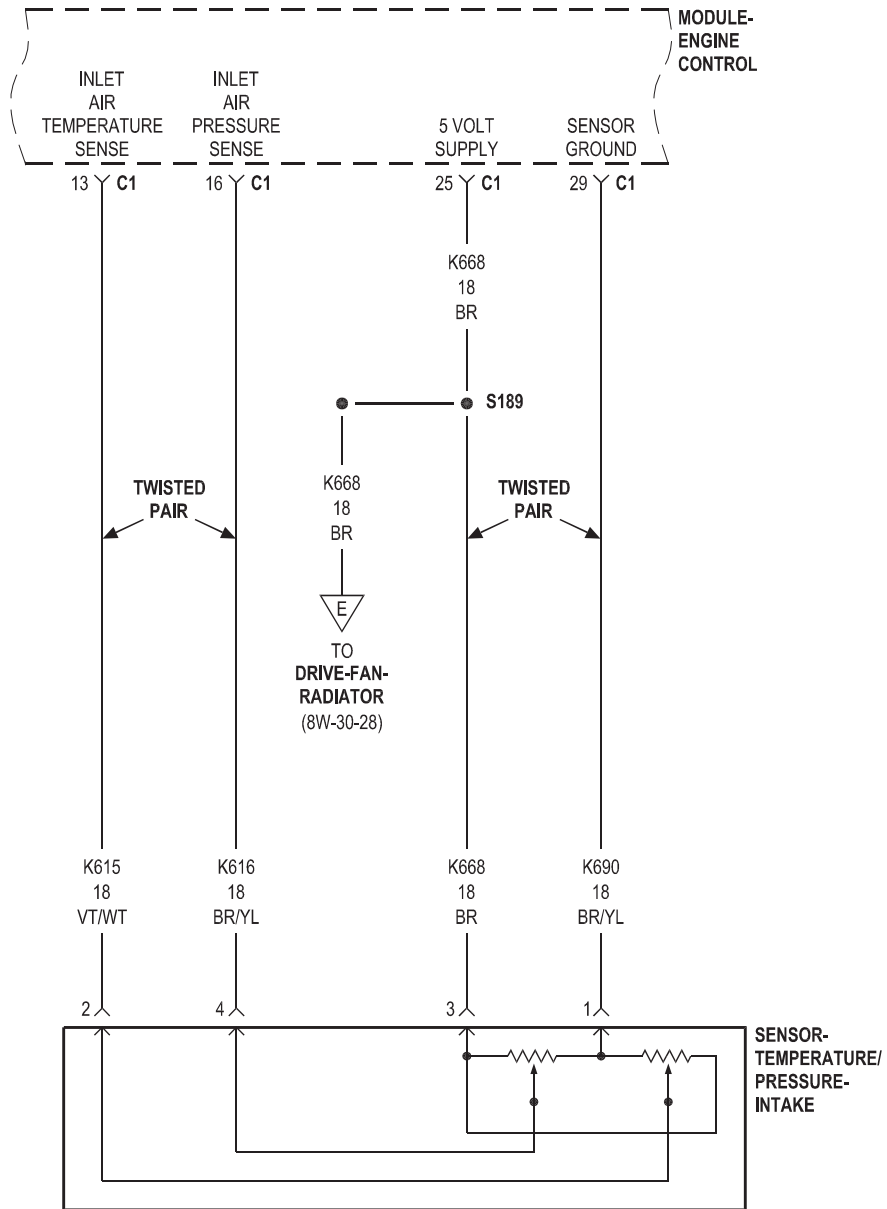 MODULE-
ENGINE
CONTROL
INLET
AIR
TEMPERATURE
SENSE
INLET
AIR
PRESSURE
SENSE
5 VOLT
SUPPLY
SENSOR
GROUND
13 C1
16 C1
25 C1
29 C1
K668
18
BR
S189
K668
18
BR
TWISTED
PAIR
TWISTED
PAIR
E
TO
DRIVE-FAN-
RADIATOR
(8W-30-28)
K615
18
VT/WT
K616
18
BR/YL
K668
18
BR
K690
18
BR/YL
2
4
3
1
SENSOR-
TEMPERATURE/
PRESSURE-
INTAKE